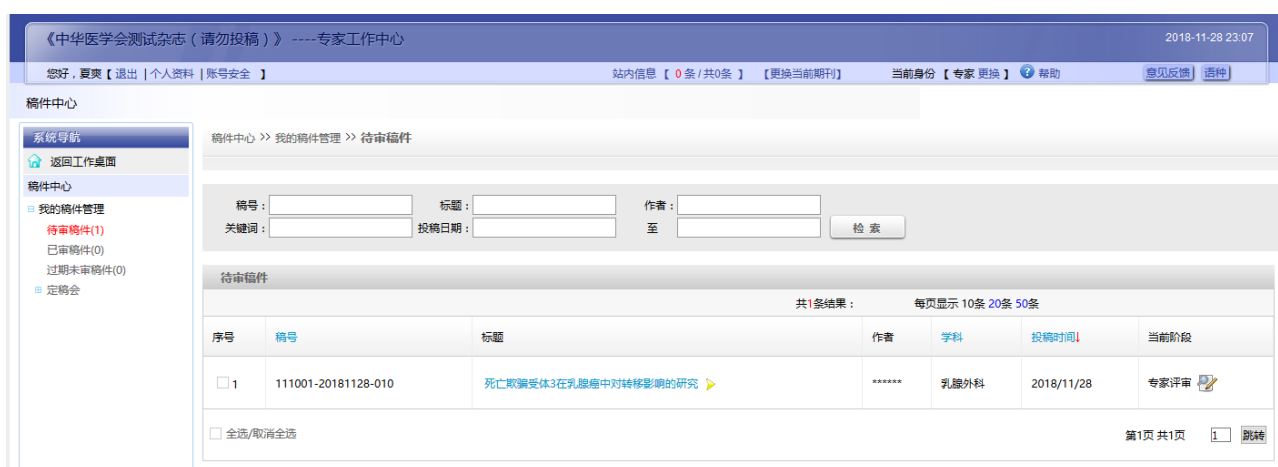 《中华医学会测试杂志（请勿投稿）》 ----专家工作中心 2018-11-28 23:07
您好，夏爽【 退出 | 个人资料 | 账号安全 】 站内信息 【 0 条/共0条 】 【更换当前期刊】 当前身份 【 专家 更换 】 帮助 意见反馈 语种
稿件中心
系统导航 稿件中心 >> 我的稿件管理 >> 待审稿件
返回工作桌面
稿件中心
我的稿件管理
待审稿件(1)
已审稿件(0)
过期未审稿件(0)
定稿会
稿号： 标题： 作者：
关键词： 投稿日期： 至 检 索
待审稿件
共1条结果： 每页显示 10条 20条 50条
序号 稿号 标题 作者 学科 投稿时间↓ 当前阶段
1 111001-20181128-010 死亡欺骗受体3在乳腺癌中对转移影响的研究 ****** 乳腺外科 2018/11/28 专家评审
全选/取消全选 第1页 共1页 1 跳转